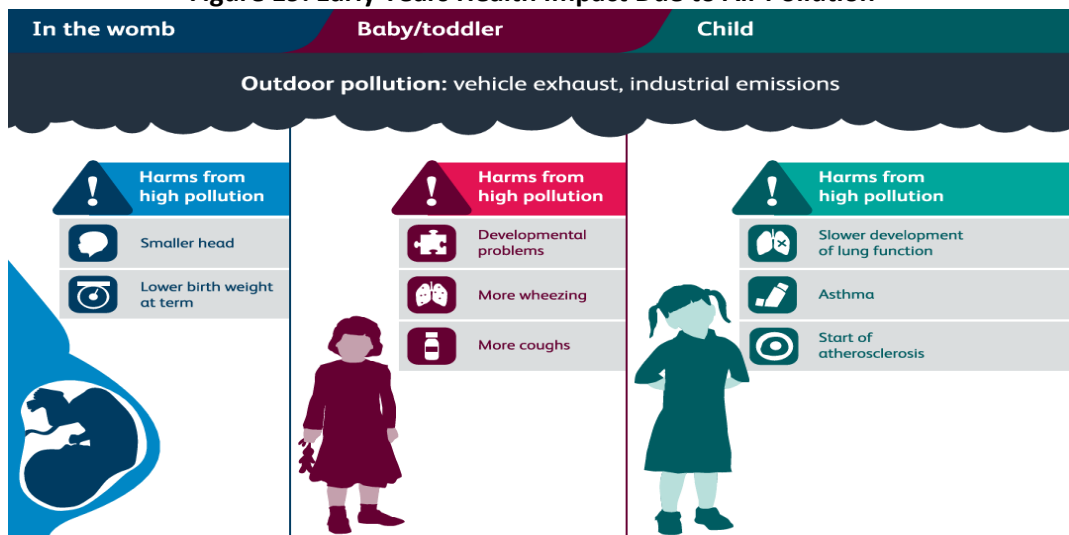 In the womb
Baby/toddler
Child
Outdoor pollution: vehicle exhaust, industrial emissions
Harms from
high pollution
Smaller head
Lower birth weight
at term
Harms from
high pollution
Developmental
problems
More wheezing
More coughs
Harms from
high pollution
Slower development
of lung function
Asthma
Start of
atherosclerosis